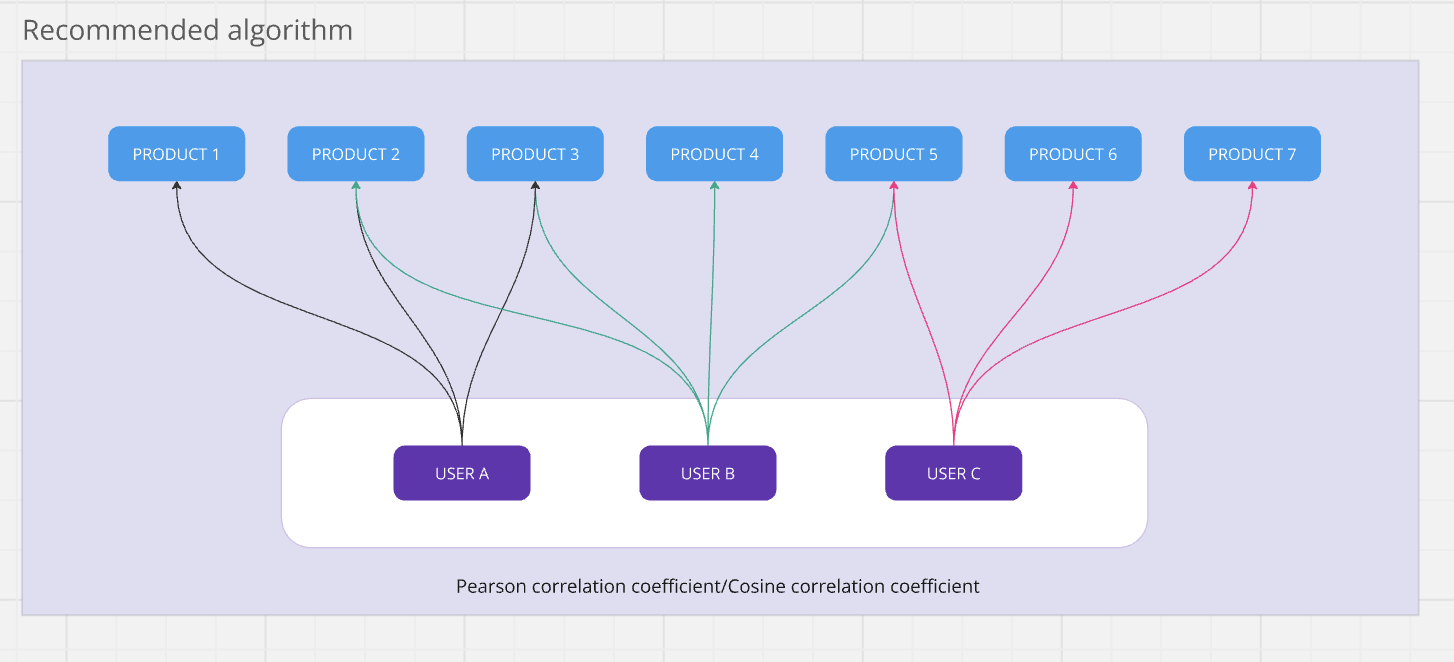 Recommended algorithm
PRODUCT 1
PRODUCT 2
PRODUCT 3
PRODUCT 4
PRODUCT 5
PRODUCT 6
PRODUCT 7
USER A
USER B
USER C
Pearson correlation coefficient/Cosine correlation coefficient